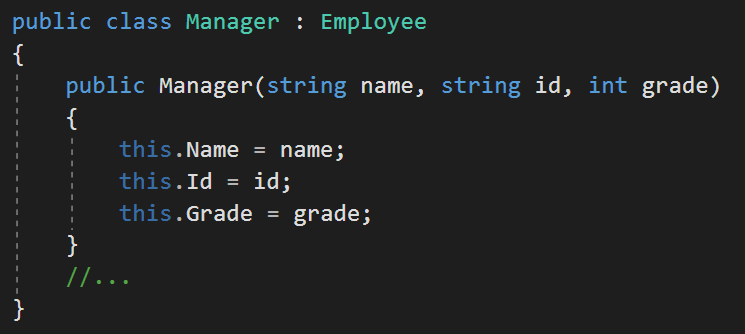 public class Manager : Employee
{
public Manager(string name, string id, int grade)
{
this.Name = name;
this.Id = id;
this.Grade = grade;
}
//...
}